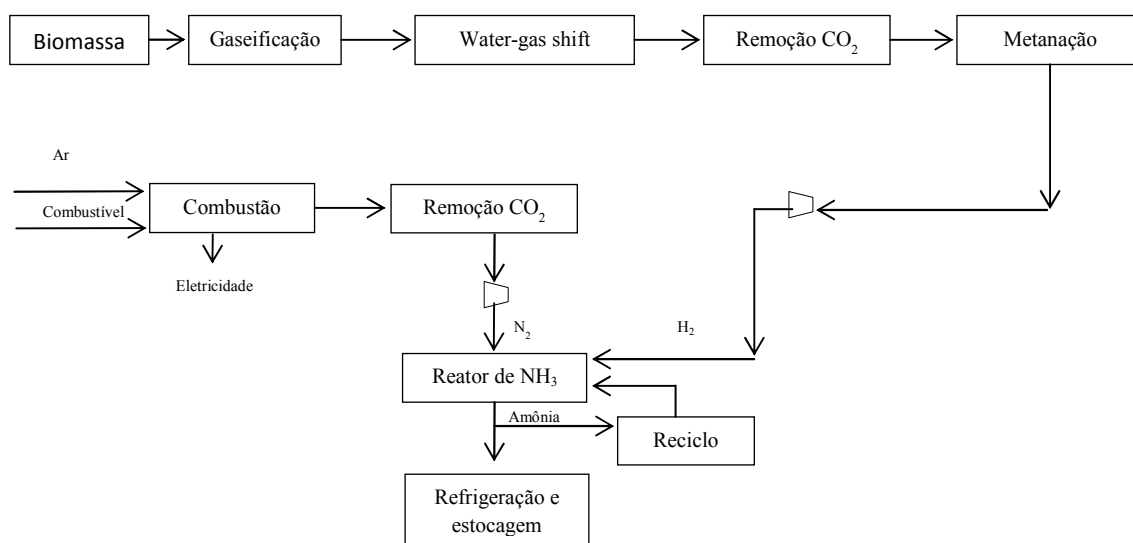 Biomassa
Gaseificação
Water-gas shift
Remoção CO₂
Metanação
Ar
Combustível
Combustão
Remoção CO₂
Eletricidade
N₂
H₂
Reator de NH₃
Amônia
Reciclo
Refrigeração e
estocagem